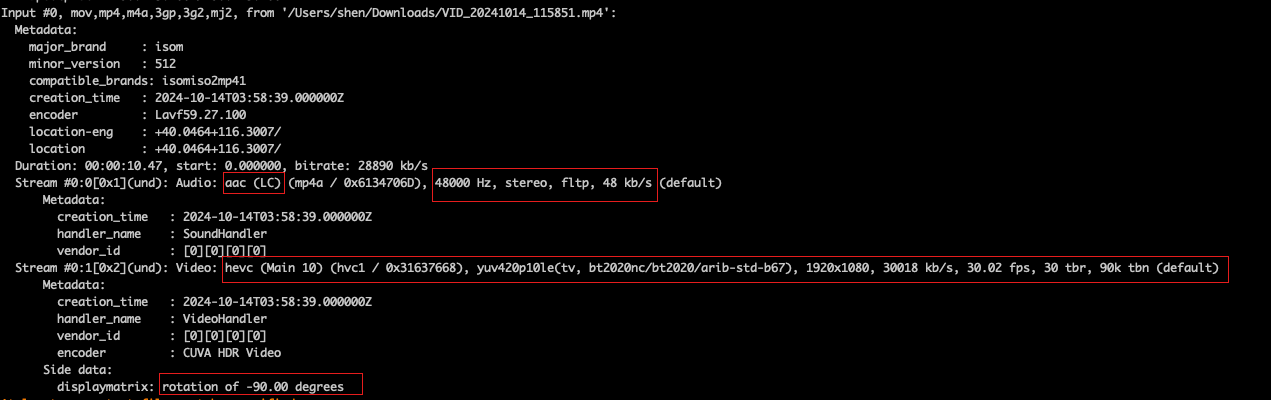 Input #0, mov,mp4,m4a,3gp,3g2,mj2, from '/Users/shen/Downloads/VID_20241014_115851.mp4':
  Metadata:
    major_brand     : isom
    minor_version   : 512
    compatible_brands: isomiso2mp41
    creation_time   : 2024-10-14T03:58:39.000000Z
    encoder         : Lavf59.27.100
    location-eng    : +40.0464+116.3007/
    location        : +40.0464+116.3007/
  Duration: 00:00:10.47, start: 0.000000, bitrate: 28890 kb/s
  Stream #0:0[0x1](und): Audio: aac (LC) (mp4a / 0x6134706D), 48000 Hz, stereo, fltp, 48 kb/s (default)
      Metadata:
        creation_time   : 2024-10-14T03:58:39.000000Z
        handler_name    : SoundHandler
        vendor_id       : [0][0][0][0]
  Stream #0:1[0x2](und): Video: hevc (Main 10) (hvc1 / 0x31637668), yuv420p10le(tv, bt2020nc/bt2020/arib-std-b67), 1920x1080, 30018 kb/s, 30.02 fps, 30 tbr, 90k tbn (default)
      Metadata:
        creation_time   : 2024-10-14T03:58:39.000000Z
        handler_name    : VideoHandler
        vendor_id       : [0][0][0][0]
        encoder         : CUVA HDR Video
      Side data:
        displaymatrix: rotation of -90.00 degrees